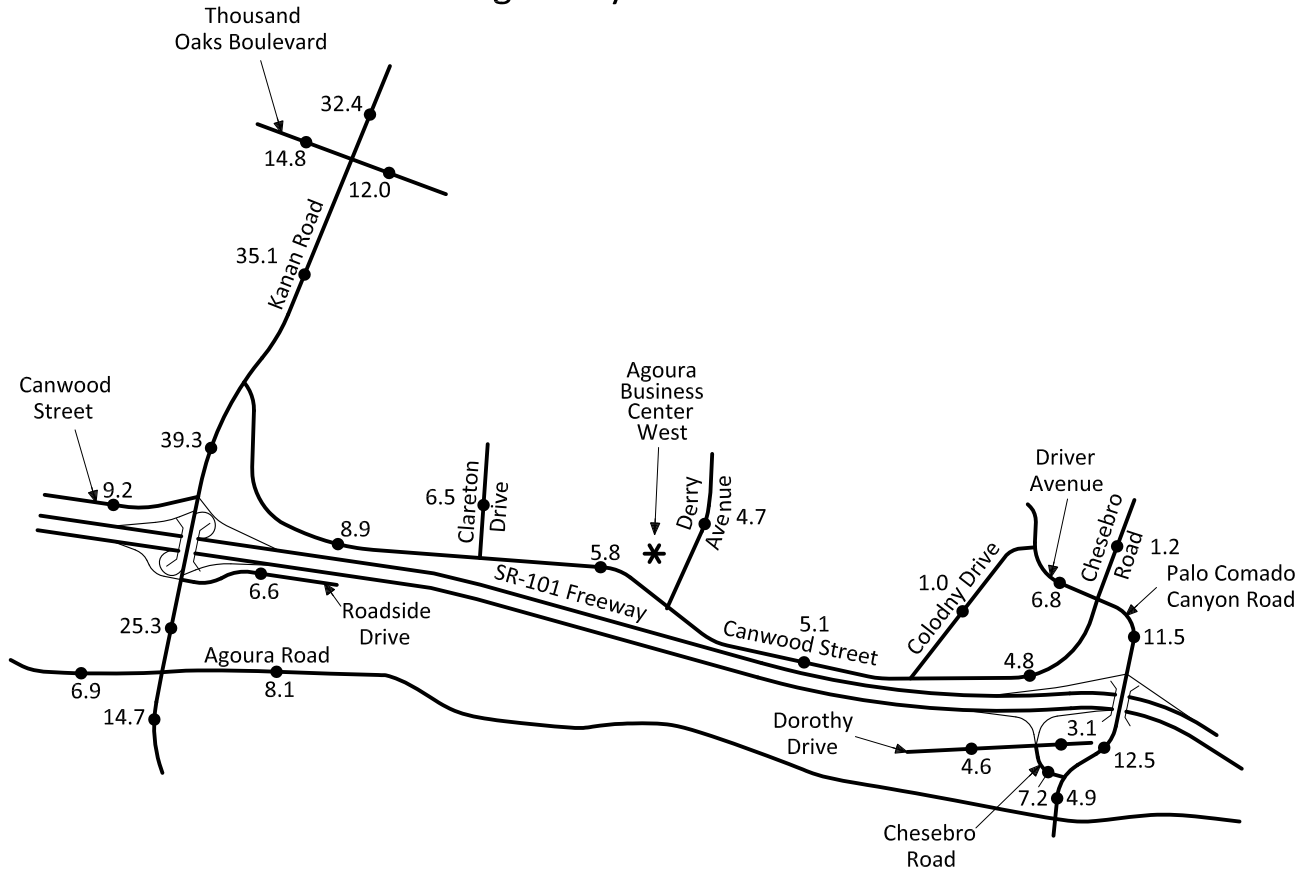 Thousand
Oaks Boulevard
32.4
14.8
12.0
Kanan Road
35.1
Canwood
Street
39.3
9.2
8.9
6.5
Clareton
Drive
Agoura
Business
Center
West
5.8
Derry
Avenue
4.7
SR-101 Freeway
6.6
Roadside
Drive
25.3
Agoura Road
6.9
8.1
14.7
Canwood Street
5.1
Colodny Drive
1.0
Driver
Avenue
6.8
Chesebro
Road
1.2
Palo Comado
Canyon Road
11.5
4.8
Dorothy
Drive
4.6
3.1
12.5
7.2
4.9
Chesebro
Road